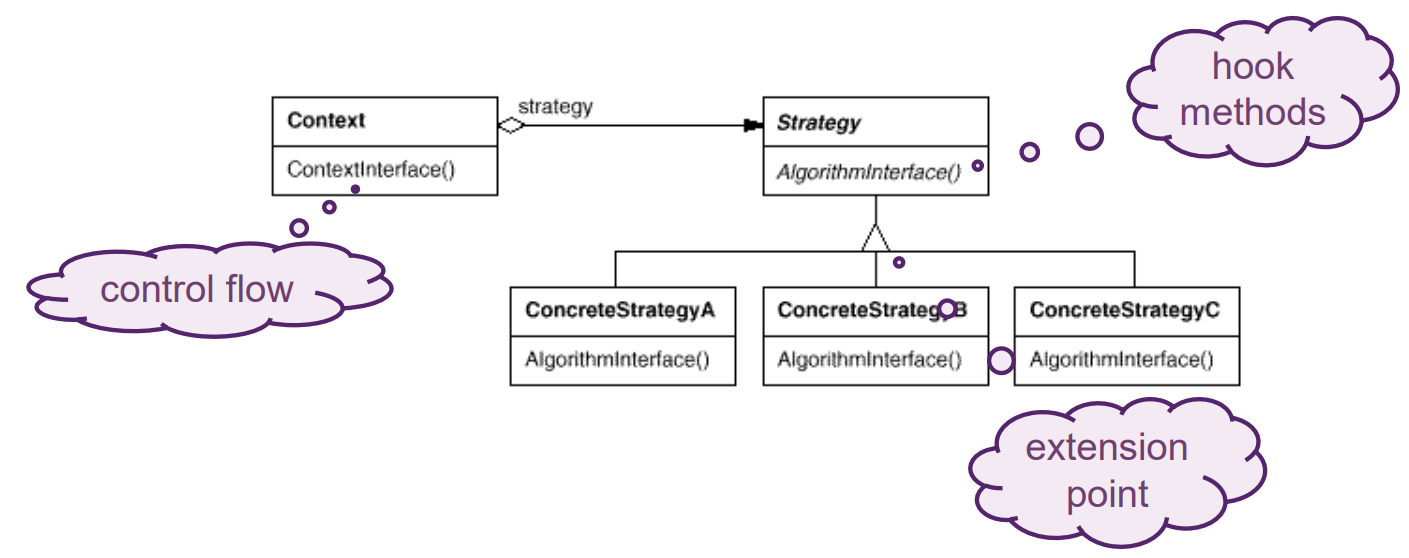 hook
methods
strategy
Context
Strategy
ContextInterface()
AlgorithmInterface()
control flow
ConcreteStrategyA
ConcreteStrategyB
ConcreteStrategyC
AlgorithmInterface()
AlgorithmInterface()
AlgorithmInterface()
extension
point